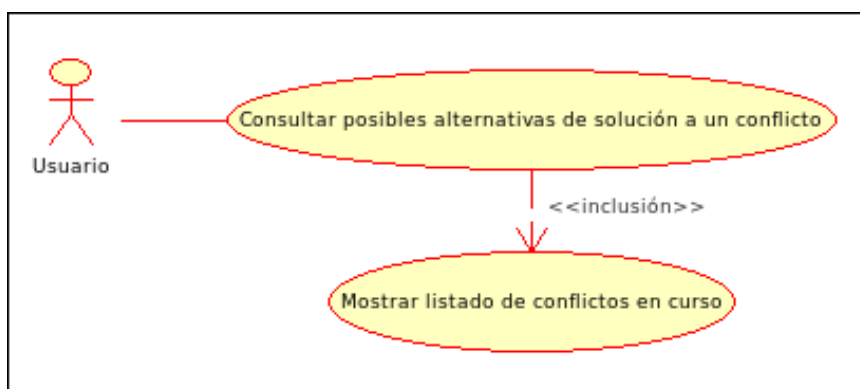 Consultar posibles alternativas de solución a un conflicto
Usuario
<<inclusión>>
Mostrar listado de conflictos en curso